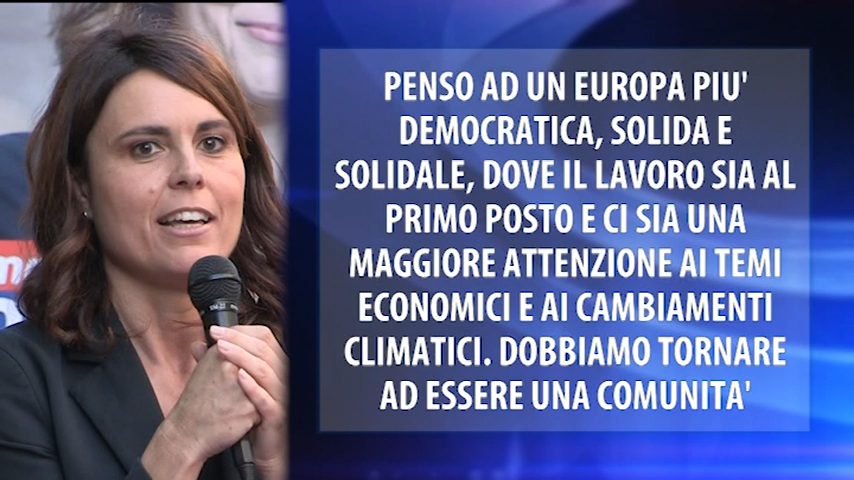 PENSO AD UN EUROPA PIU'
DEMOCRATICA, SOLIDA E
SOLIDALE, DOVE IL LAVORO SIA AL
PRIMO POSTO E CI SIA UNA
MAGGIORE ATTENZIONE AI TEMI
ECONOMICI E AI CAMBIAMENTI
CLIMATICI. DOBBIAMO TORNARE
AD ESSERE UNA COMUNITA'